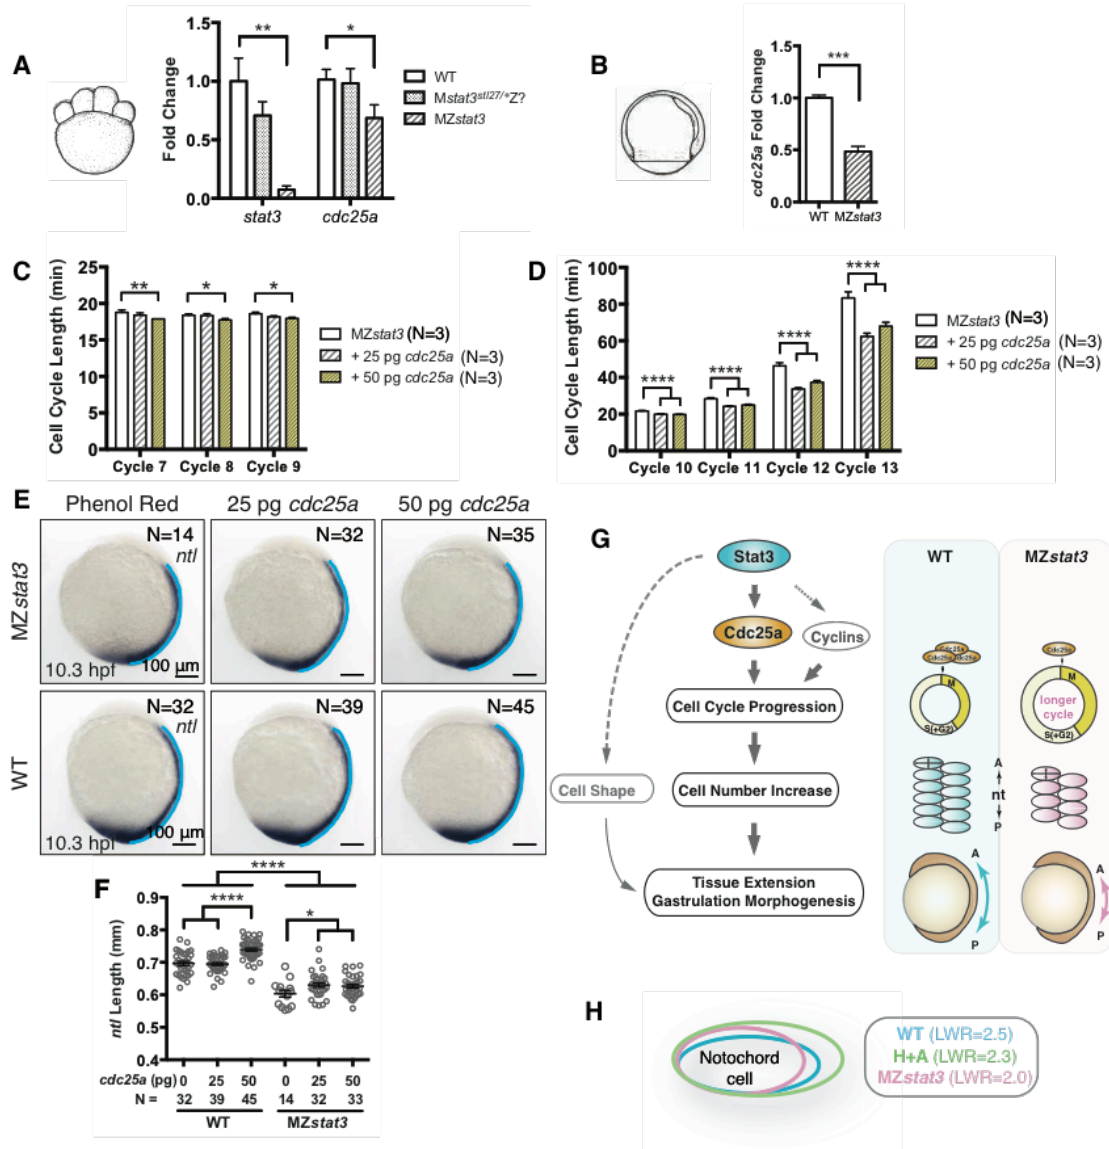 A
1.5
1.0
0.5
0.0
Fold Change
**
*
stat3
cdc25a
WT
Mstat3stl27/+Z?
MZstat3
B
1.5
1.0
0.5
0.0
cdc25a Fold Change
***
WT
MZstat3
C
25
20
15
10
5
0
Cell Cycle Length (min)
**
*
*
Cycle 7
Cycle 8
Cycle 9
MZstat3 (N=3)
+ 25 pg cdc25a (N=3)
+ 50 pg cdc25a (N=3)
D
100
80
60
40
20
0
Cell Cycle Length (min)
****
****
****
****
Cycle 10
Cycle 11
Cycle 12
Cycle 13
MZstat3 (N=3)
+ 25 pg cdc25a (N=3)
+ 50 pg cdc25a (N=3)
E
Phenol Red
25 pg cdc25a
50 pg cdc25a
MZstat3
N=14
ntl
10.3 hpf
100 µm
N=32
N=35
WT
N=32
ntl
10.3 hpf
100 µm
N=39
N=45
F
0.9
0.8
0.7
0.6
0.5
0.4
ntl Length (mm)
****
****
*
cdc25a (pg) 0 25 50 0 25 50
N = 32 39 45 14 32 33
WT
MZstat3
G
Stat3
Cdc25a
Cyclins
Cell Cycle Progression
Cell Shape
Cell Number Increase
Tissue Extension
Gastrulation Morphogenesis
WT
MZstat3
Cdc25a
Cdc25a
dc25a
Cdc25a
M
S(+G2)
M
longer
cycle
S(+G2)
A
nt
P
A
P
A
P
H
Notochord
cell
WT (LWR=2.5)
H+A (LWR=2.3)
MZstat3 (LWR=2.0)